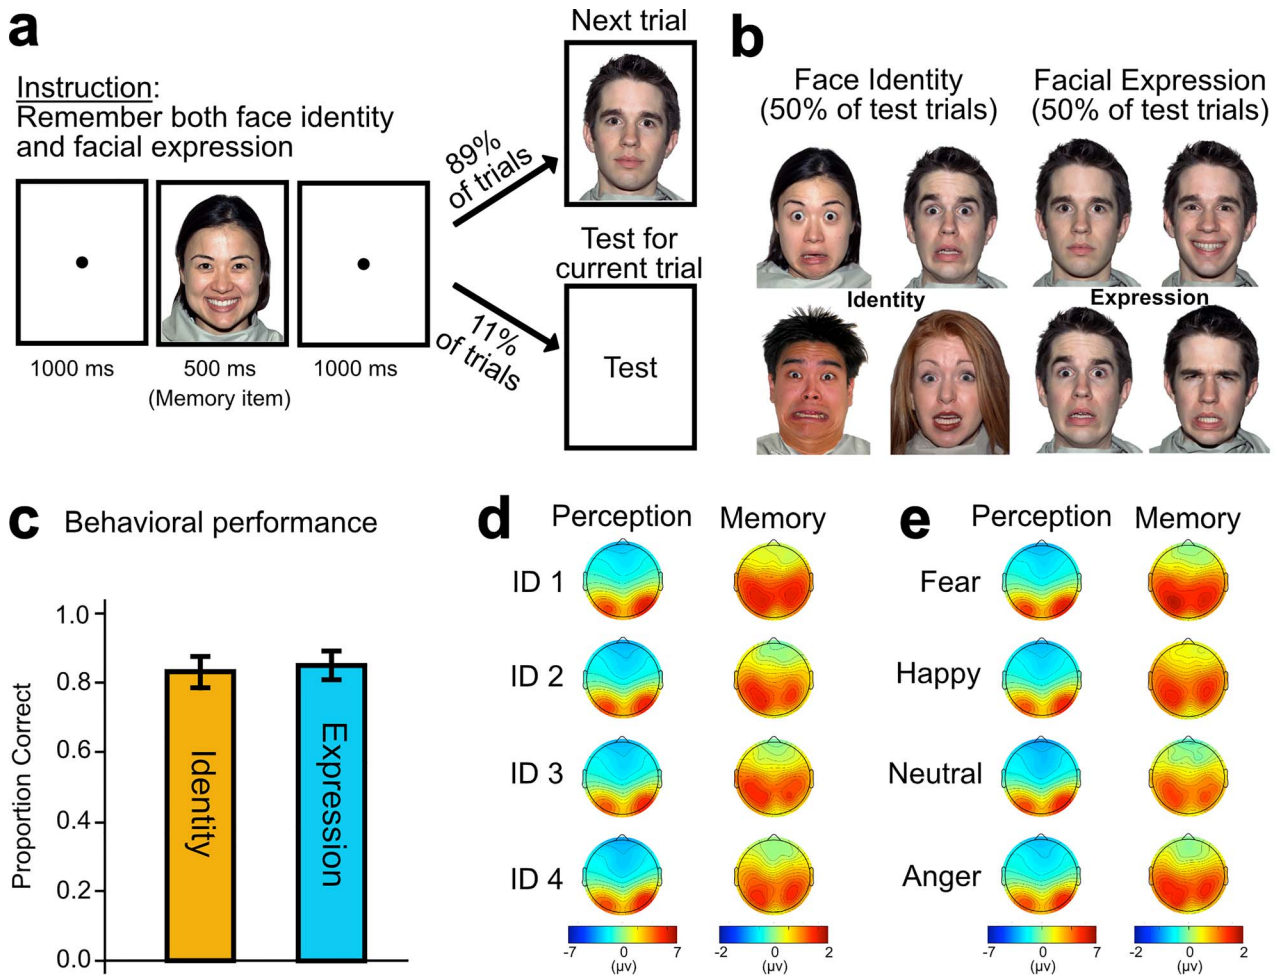 a
Instruction:
Remember both face identity
and facial expression
1000 ms
500 ms
(Memory item)
1000 ms
89%
of trials
11%
of trials
Next trial
Test for
current trial
Test
b
Face Identity
(50% of test trials)
Identity
Facial Expression
(50% of test trials)
Expression
c
Behavioral performance
Proportion Correct
1.0
0.8
0.6
0.4
0.2
0.0
Identity
Expression
d
Perception
Memory
ID 1
ID 2
ID 3
ID 4
-7
0
7
(μv)
-2
0
2
(μv)
e
Perception
Memory
Fear
Happy
Neutral
Anger
-7
0
7
(μv)
-2
0
2
(μv)